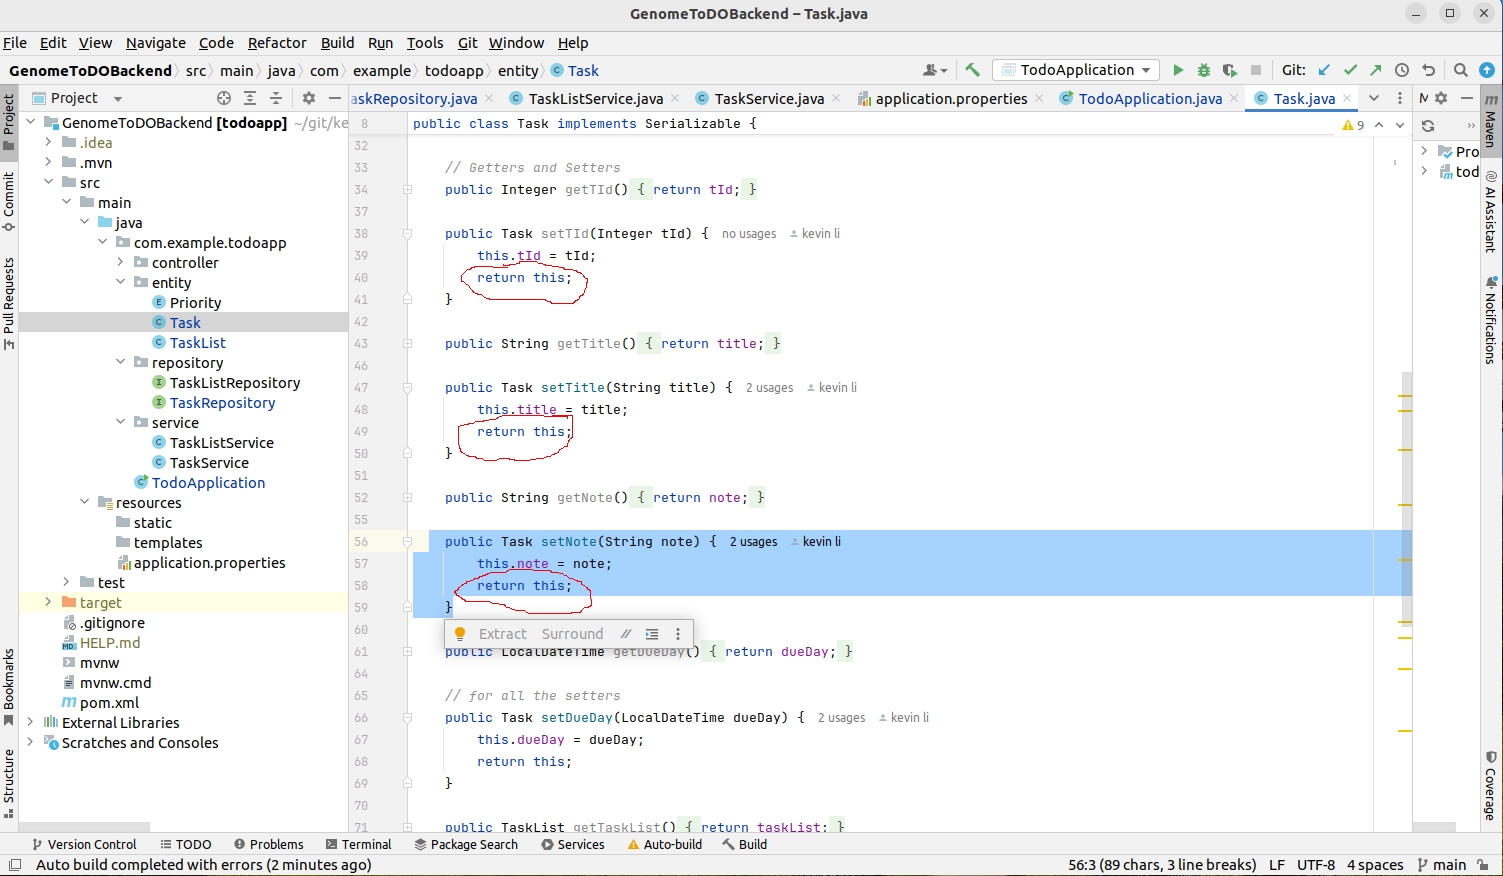 GenomeToDOBackend – Task.java
File Edit View Navigate Code Refactor Build Run Tools Git Window Help
GenomeToDOBackend src main java com example todoapp entity Task
TodoApplication
Git:
Project
askRepository.java TaskListService.java TaskService.java application.properties TodoApplication.java Task.java
M
GenomeToDOBackend [todoapp] ~/git/ke
.idea
.mvn
src
main
java
com.example.todoapp
controller
entity
Priority
Task
TaskList
repository
TaskListRepository
TaskRepository
service
TaskListService
TaskService
TodoApplication
resources
static
templates
application.properties
test
target
.gitignore
HELP.md
mvnw
mvnw.cmd
pom.xml
External Libraries
Scratches and Consoles
Project
Commit
Pull Requests
Bookmarks
Structure
8 public class Task implements Serializable {
9
32
33 // Getters and Setters
34 public Integer getTId() { return tId; }
37
38 public Task setTId(Integer tId) { no usages kevin li
39 this.tId = tId;
40 return this;
41 }
42
43 public String getTitle() { return title; }
46
47 public Task setTitle(String title) { 2 usages kevin li
48 this.title = title;
49 return this;
50 }
51
52 public String getNote() { return note; }
55
56 public Task setNote(String note) { 2 usages kevin li
57 this.note = note;
58 return this;
59 }
60
Extract Surround //
61 public LocalDateTime getDueDay() { return dueDay; }
64
65 // for all the setters
66 public Task setDueDay(LocalDateTime dueDay) { 2 usages kevin li
67 this.dueDay = dueDay;
68 return this;
69 }
70
71 public TaskList getTaskList() { return taskList; }
Pro
tod
m
Maven
AI Assistant
Notifications
Coverage
Version Control TODO Problems Terminal Package Search Services Auto-build Build
Auto build completed with errors (2 minutes ago)
56:3 (89 chars, 3 line breaks) LF UTF-8 4 spaces main